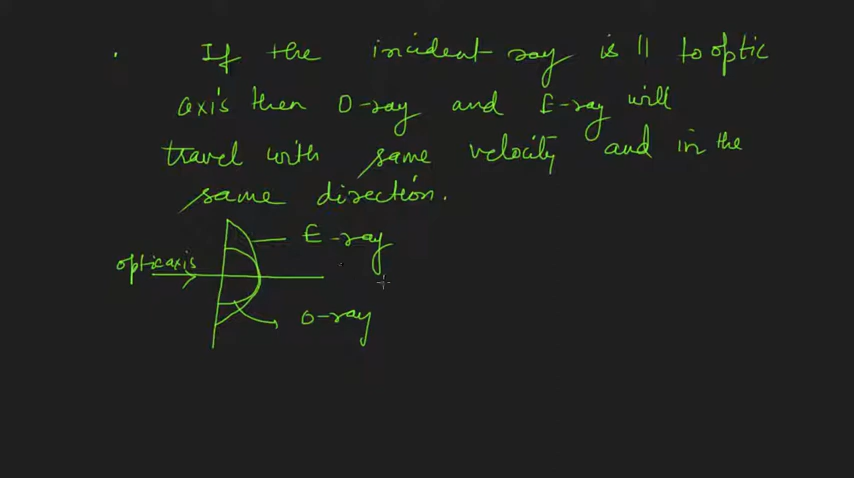 If the incident ray is || to optic
axis then O-ray and E-ray will
travel with same velocity and in the
same direction.
E-ray
optic axis
O-ray